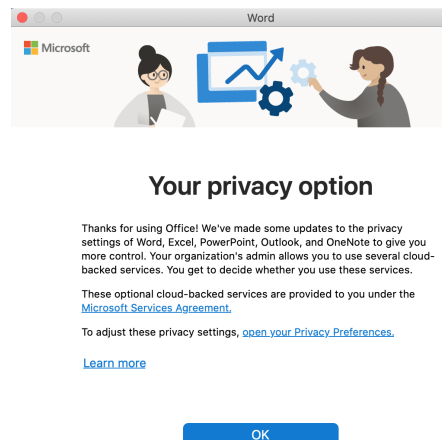 Word
Microsoft
Your privacy option
Thanks for using Office! We've made some updates to the privacy
settings of Word, Excel, PowerPoint, Outlook, and OneNote to give you
more control. Your organization's admin allows you to use several cloud-
backed services. You get to decide whether you use these services.
These optional cloud-backed services are provided to you under the
Microsoft Services Agreement.
To adjust these privacy settings, open your Privacy Preferences.
Learn more
OK